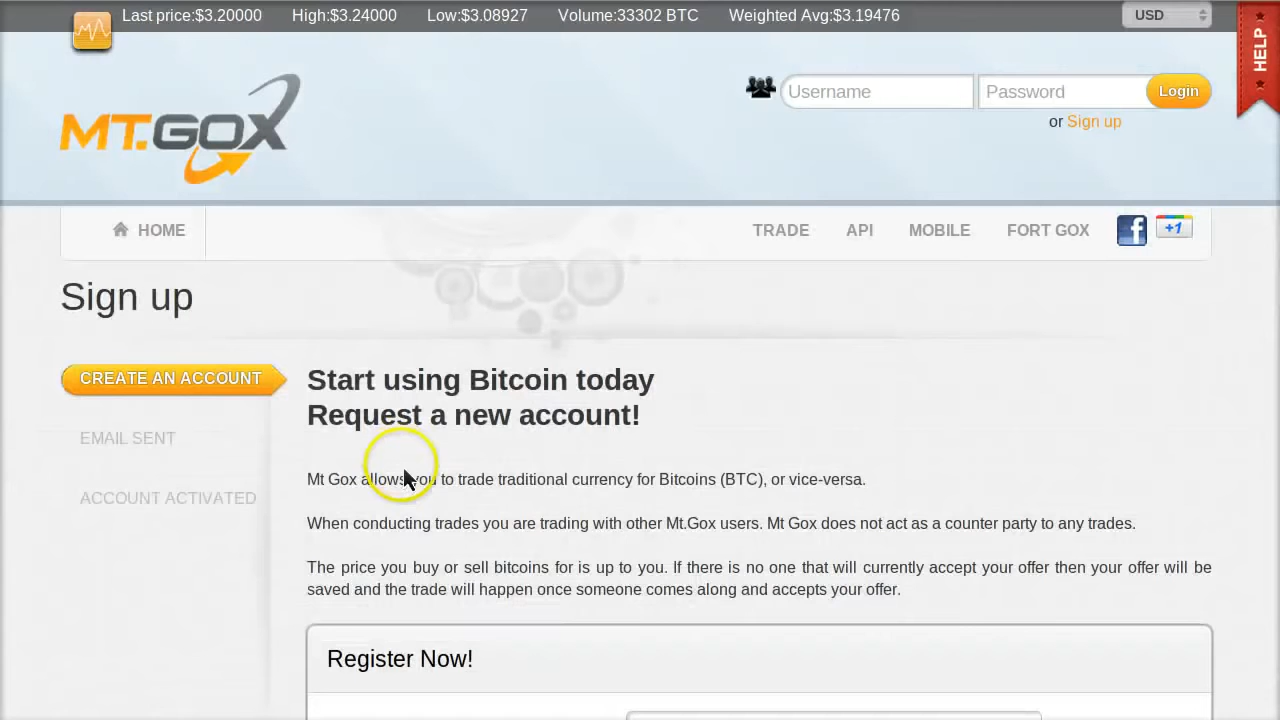 Last price:$3.20000 High:$3.24000 Low:$3.08927 Volume:33302 BTC Weighted Avg:$3.19476 USD
HELP
MT.GOX
Username Password Login
or Sign up
HOME TRADE API MOBILE FORT GOX f +1
Sign up
CREATE AN ACCOUNT
EMAIL SENT
ACCOUNT ACTIVATED
Start using Bitcoin today
Request a new account!
Mt Gox allows you to trade traditional currency for Bitcoins (BTC), or vice-versa.
When conducting trades you are trading with other Mt.Gox users. Mt Gox does not act as a counter party to any trades.
The price you buy or sell bitcoins for is up to you. If there is no one that will currently accept your offer then your offer will be
saved and the trade will happen once someone comes along and accepts your offer.
Register Now!